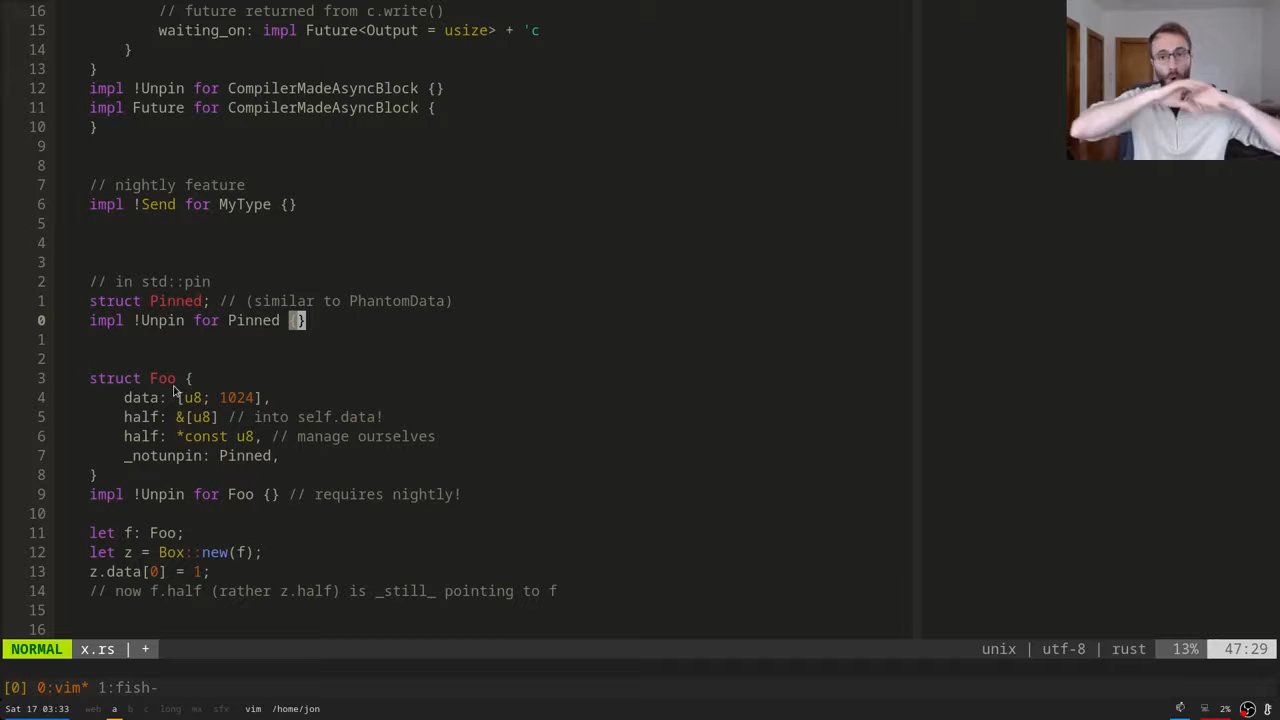 16 // future returned from c.write()
15 waiting_on: impl Future<Output = usize> + 'c
14 }
13 }
12 impl !Unpin for CompilerMadeAsyncBlock {}
11 impl Future for CompilerMadeAsyncBlock {
10 }
9
8
7 // nightly feature
6 impl !Send for MyType {}
5
4
3
2 // in std::pin
1 struct Pinned; // (similar to PhantomData)
0 impl !Unpin for Pinned {}
1
2
3 struct Foo {
4 data: [u8; 1024],
5 half: &[u8] // into self.data!
6 half: *const u8, // manage ourselves
7 _notunpin: Pinned,
8 }
9 impl !Unpin for Foo {} // requires nightly!
10
11 let f: Foo;
12 let z = Box::new(f);
13 z.data[0] = 1;
14 // now f.half (rather z.half) is _still_ pointing to f
15
16
NORMAL x.rs | + unix | utf-8 | rust 13% 47:29
[0] 0:vim* 1:fish-
Sat 17 03:33 web a b c long mx sfx vim /home/jon 2%